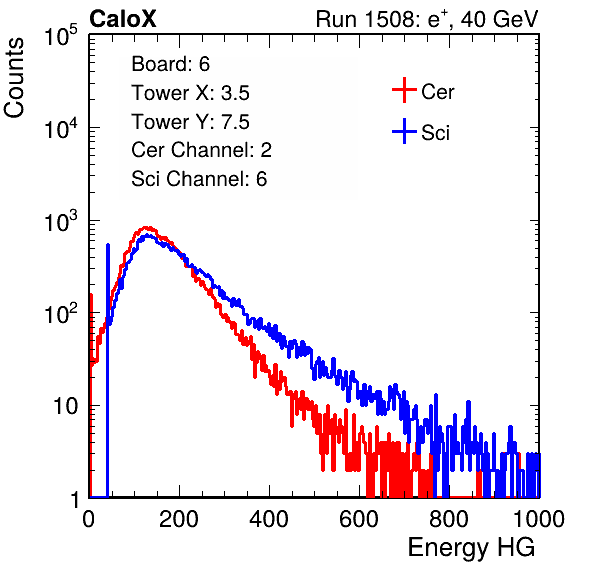 CaloX Run 1508: e⁺, 40 GeV
Counts
10⁵
10⁴
10³
10²
10
1
Board: 6
Tower X: 3.5
Tower Y: 7.5
Cer Channel: 2
Sci Channel: 6
Cer
Sci
0 200 400 600 800 1000
Energy HG